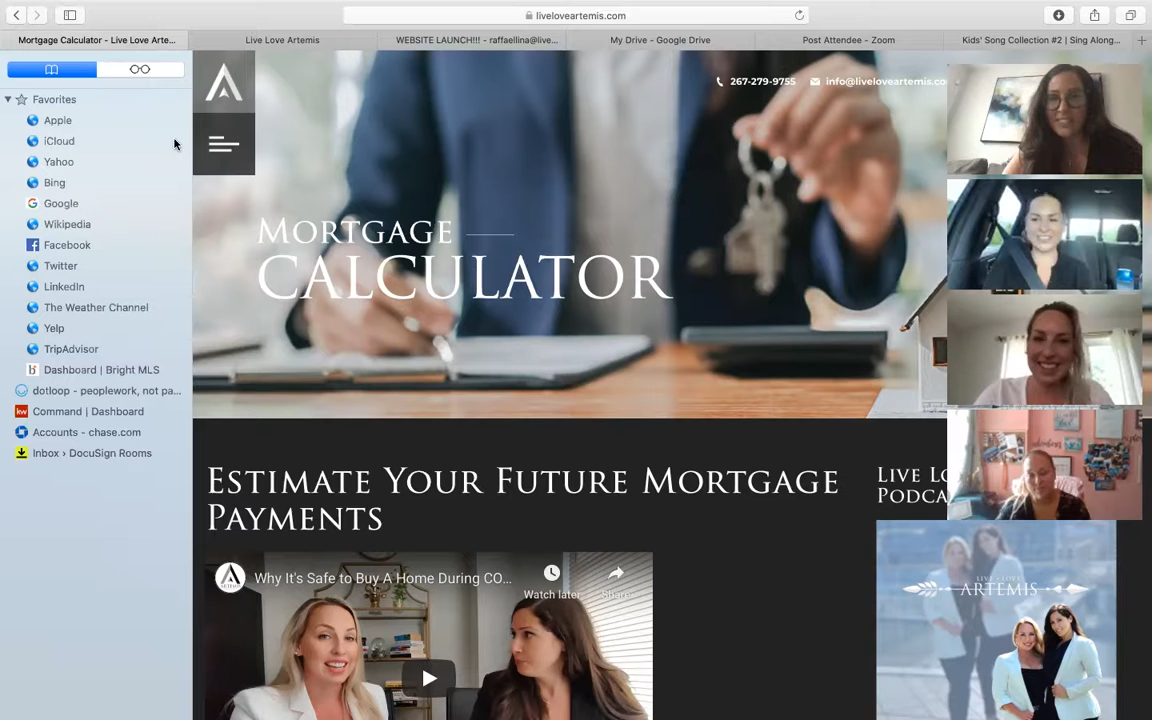 liveloveartemis.com
Mortgage Calculator - Live Love Arte...
Live Love Artemis
WEBSITE LAUNCH!!! - raffaellina@live...
My Drive - Google Drive
Post Attendee - Zoom
Kids' Song Collection #2 | Sing Along...
Favorites
Apple
iCloud
Yahoo
Bing
Google
Wikipedia
Facebook
Twitter
LinkedIn
The Weather Channel
Yelp
TripAdvisor
Dashboard | Bright MLS
dotloop - peoplework, not pa...
Command | Dashboard
Accounts - chase.com
Inbox › DocuSign Rooms
267-279-9755
info@liveloveartemis.co
MORTGAGE
CALCULATOR
ESTIMATE YOUR FUTURE MORTGAGE
PAYMENTS
LIVE LO
PODCA
Why It's Safe to Buy A Home During CO...
Watch later
Share
LIVE LOVE
ARTEMIS